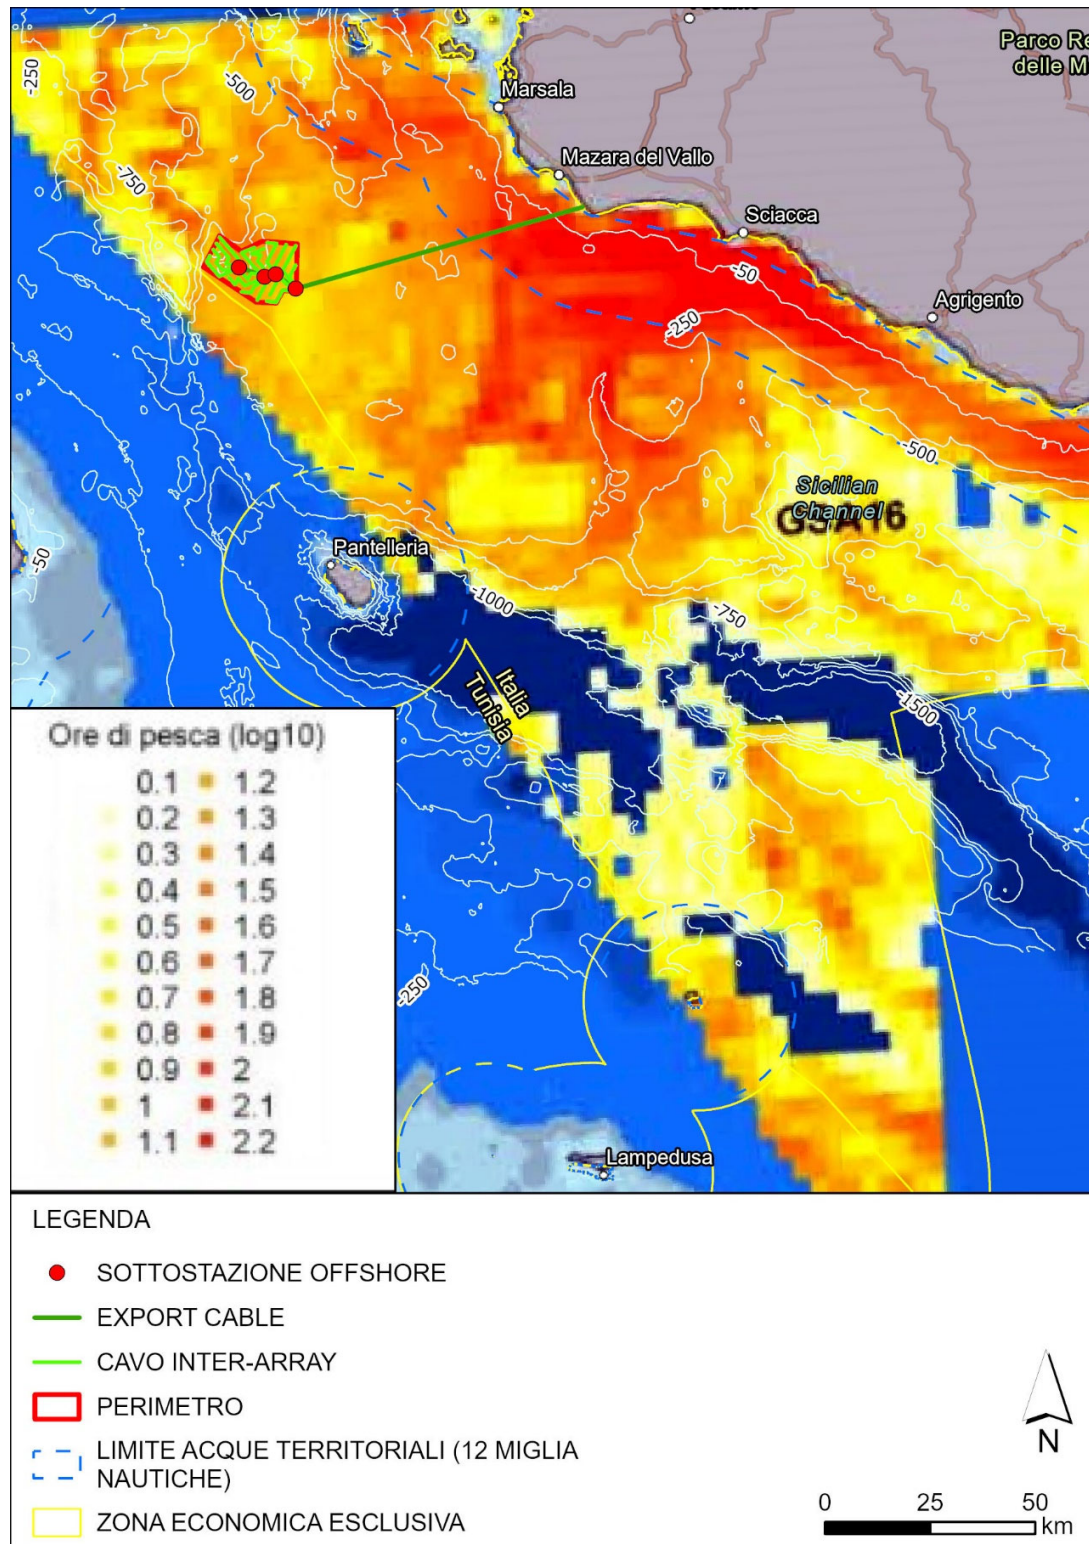 Parco Re
delle M
-250
-500
Marsala
Mazara del Vallo
-750
Sciacca
-50
Agrigento
-250
-500
Sicilian
Channel
GSA16
-50
Pantelleria
-1000
-750
Italia
Tunisia
-1500
-250
Lampedusa
Ore di pesca (log10)
0.1 1.2
0.2 1.3
0.3 1.4
0.4 1.5
0.5 1.6
0.6 1.7
0.7 1.8
0.8 1.9
0.9 2
1 2.1
1.1 2.2
LEGENDA
SOTTOSTAZIONE OFFSHORE
EXPORT CABLE
CAVO INTER-ARRAY
PERIMETRO
LIMITE ACQUE TERRITORIALI (12 MIGLIA
NAUTICHE)
ZONA ECONOMICA ESCLUSIVA
N
0 25 50
km